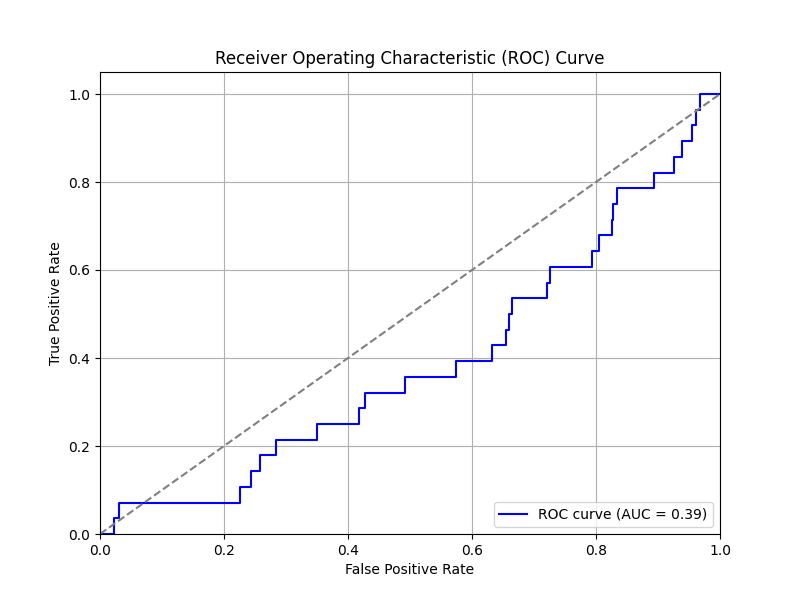 Receiver Operating Characteristic (ROC) Curve
True Positive Rate
1.0
0.8
0.6
0.4
0.2
0.0
ROC curve (AUC = 0.39)
0.0 0.2 0.4 0.6 0.8 1.0
False Positive Rate